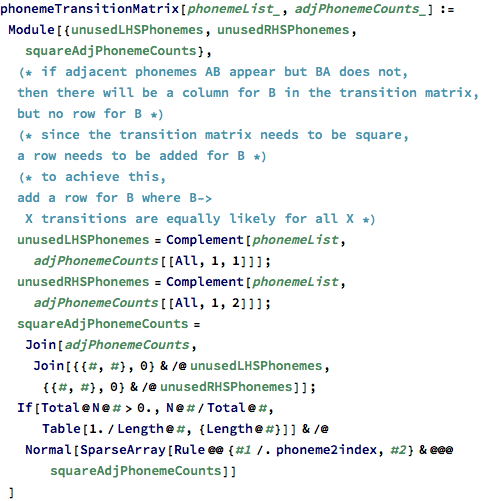 phonemeTransitionMatrix[phonemeList_, adjPhonemeCounts_] :=
Module[{unusedLHSPhonemes, unusedRHSPhonemes,
squareAdjPhonemeCounts},
(* if adjacent phonemes AB appear but BA does not,
then there will be a column for B in the transition matrix,
but no row for B *)
(* since the transition matrix needs to be square,
a row needs to be added for B *)
(* to achieve this,
add a row for B where B->
X transitions are equally likely for all X *)
unusedLHSPhonemes = Complement[phonemeList,
adjPhonemeCounts[[All, 1, 1]]];
unusedRHSPhonemes = Complement[phonemeList,
adjPhonemeCounts[[All, 1, 2]]];
squareAdjPhonemeCounts =
Join[adjPhonemeCounts,
Join[{{#, #}, 0} & /@ unusedLHSPhonemes,
{{#, #}, 0} & /@ unusedRHSPhonemes]];
If[Total@N@# > 0., N@# / Total@#,
Table[1. / Length@#, {Length@#}]] & /@
Normal[SparseArray[Rule @@ {#1 /. phoneme2index, #2} & @@@
squareAdjPhonemeCounts]]
]